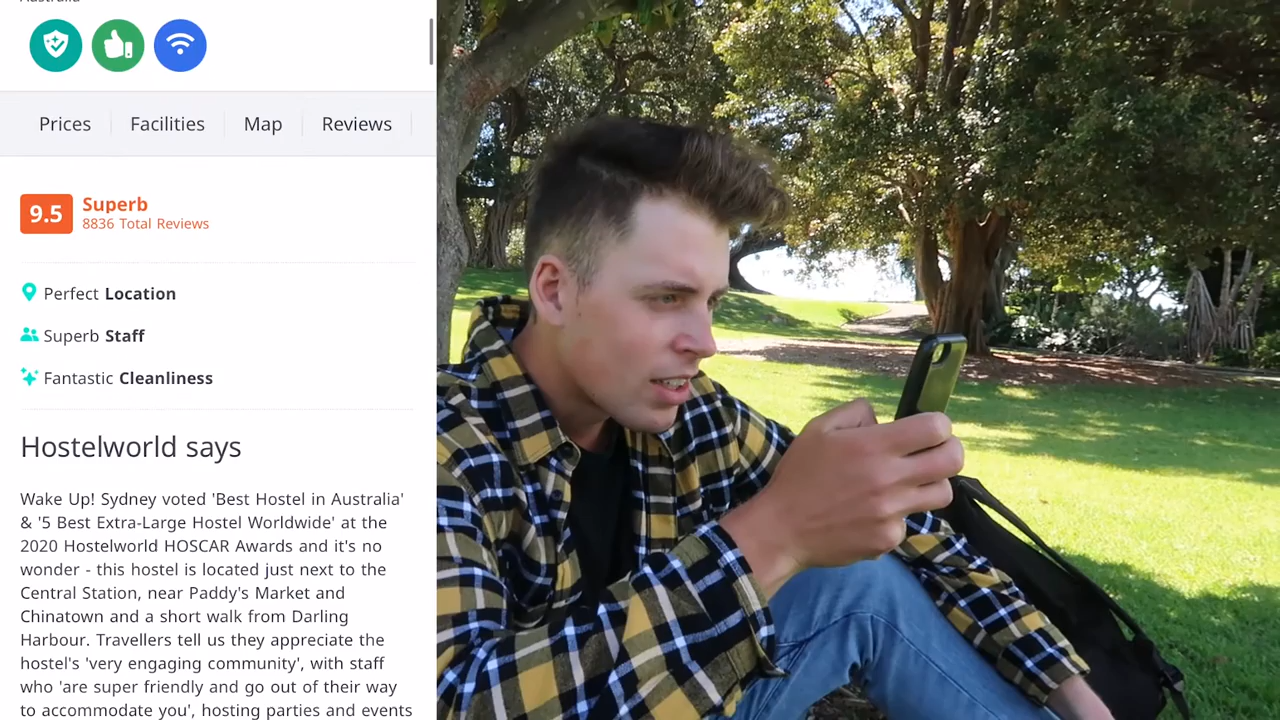 Prices
Facilities
Map
Reviews
9.5
Superb
8836 Total Reviews
Perfect Location
Superb Staff
Fantastic Cleanliness
Hostelworld says
Wake Up! Sydney voted 'Best Hostel in Australia'
& '5 Best Extra-Large Hostel Worldwide' at the
2020 Hostelworld HOSCAR Awards and it's no
wonder - this hostel is located just next to the
Central Station, near Paddy's Market and
Chinatown and a short walk from Darling
Harbour. Travellers tell us they appreciate the
hostel's 'very engaging community', with staff
who 'are super friendly and go out of their way
to accommodate you', hosting parties and events